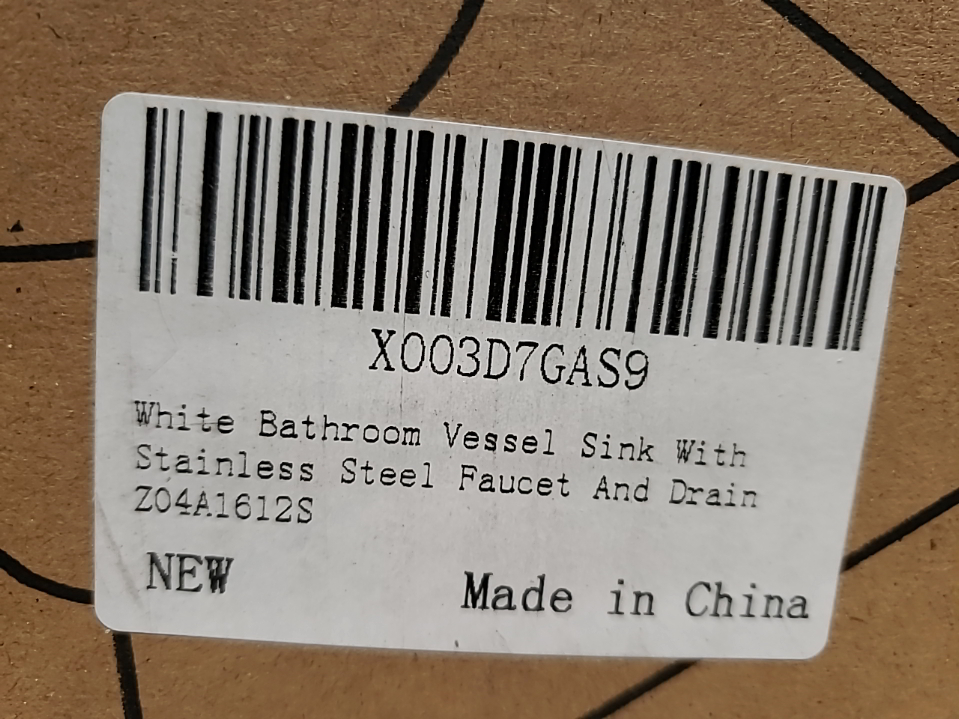 X003D7GAS9
White Bathroom Vessel Sink With
Stainless Steel Faucet And Drain
Z04A1612S
NEW
Made in China